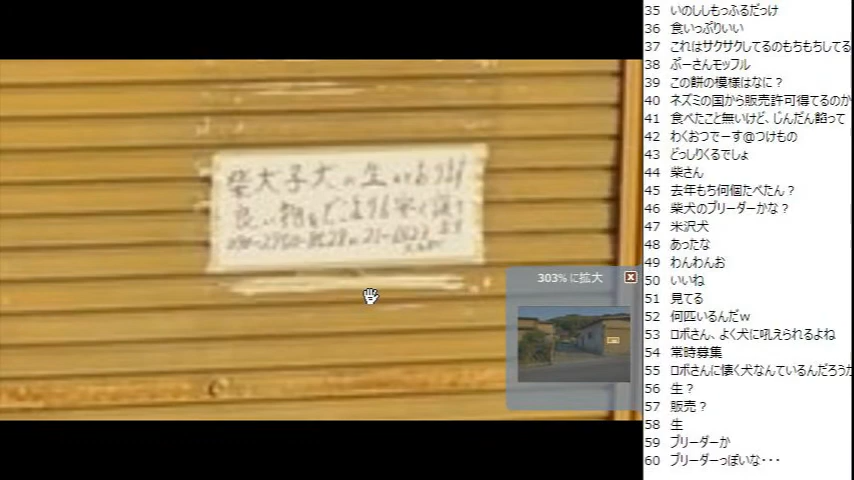 柴犬子犬の生まれります
良い
303%に拡大
35 いのししもっふるだっけ
36 食いっぷりいい
37 これはサクサクしてるのもちもちしてる
38 ぷーさんモッフル
39 この餅の模様はなに？
40 ネズミの国から販売許可得てるのか
41 食べたこと無いけど、じんだん餡って
42 わくおつでーす@つけもの
43 どっしりくるでしょ
44 柴さん
45 去年もち何個たべたん？
46 柴犬のブリーダーかな？
47 米沢犬
48 あったな
49 わんわんお
50 いいね
51 見てる
52 何匹いるんだｗ
53 ロボさん、よく犬に吼えられるよね
54 常時募集
55 ロボさんに懐く犬なんているんだろうか
56 生？
57 販売？
58 生
59 ブリーダーか
60 ブリーダーっぽいな・・・